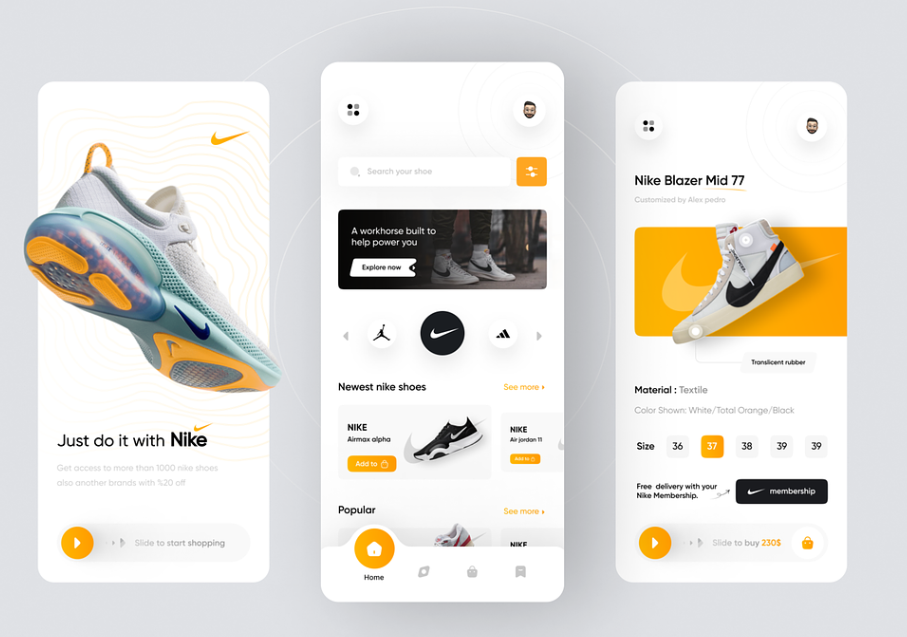 Just do it with Nike
Get access to more than 1000 nike shoes
also another brands with %20 off
Slide to start shopping
Search your shoe
A workhorse built to
help power you
Explore now
Newest nike shoes
See more
NIKE
Airmax alpha
Add to
NIKE
Air jordan 11
Add to
Popular
See more
NIKE
Home
Nike Blazer Mid 77
Customized by Alex pedro
Translicent rubber
Material : Textile
Color Shown: White/Total Orange/Black
Size 36 37 38 39 39
Free delivery with your
Nike Membership.
membership
Slide to buy 230$